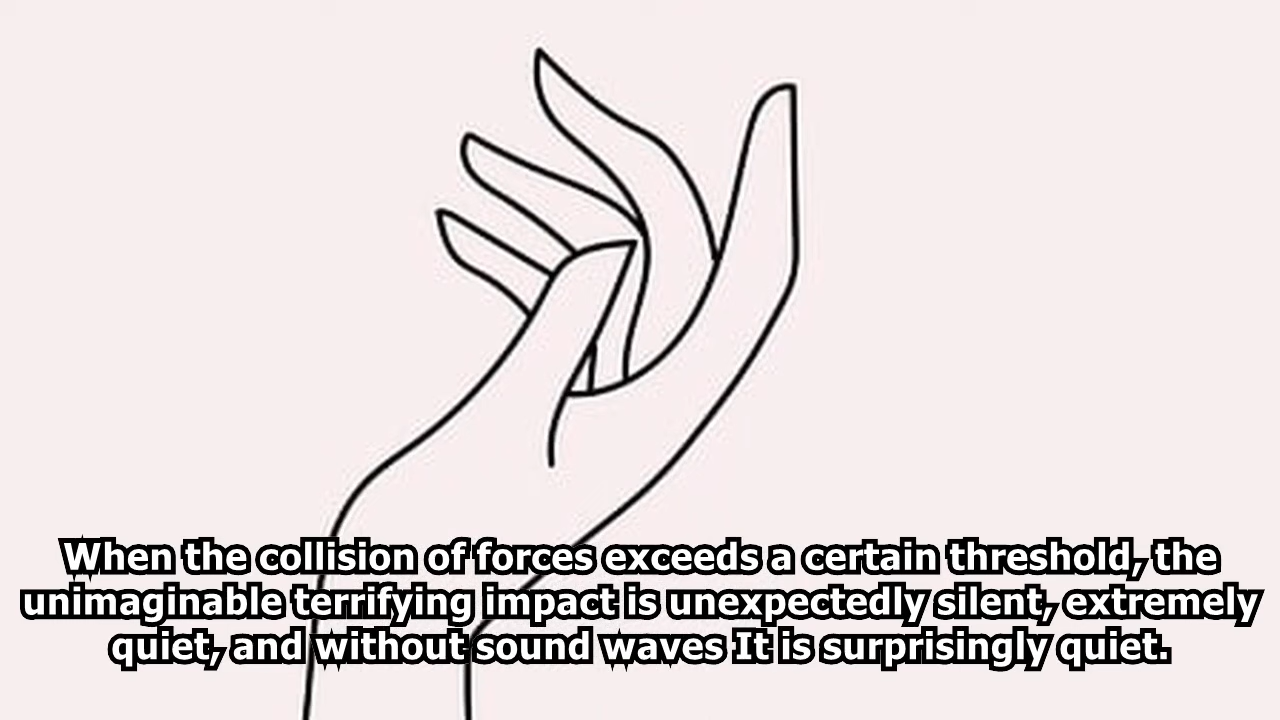 When the collision of forces exceeds a certain threshold, the
unimaginable terrifying impact is unexpectedly silent, extremely
quiet, and without sound waves It is surprisingly quiet.